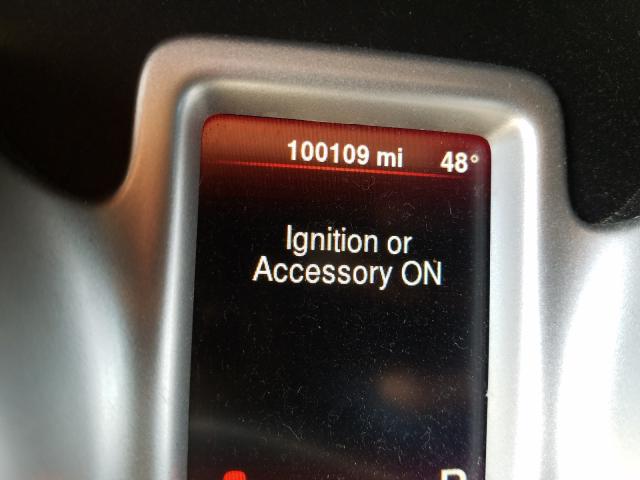 100109 mi 48°
Ignition or
Accessory ON